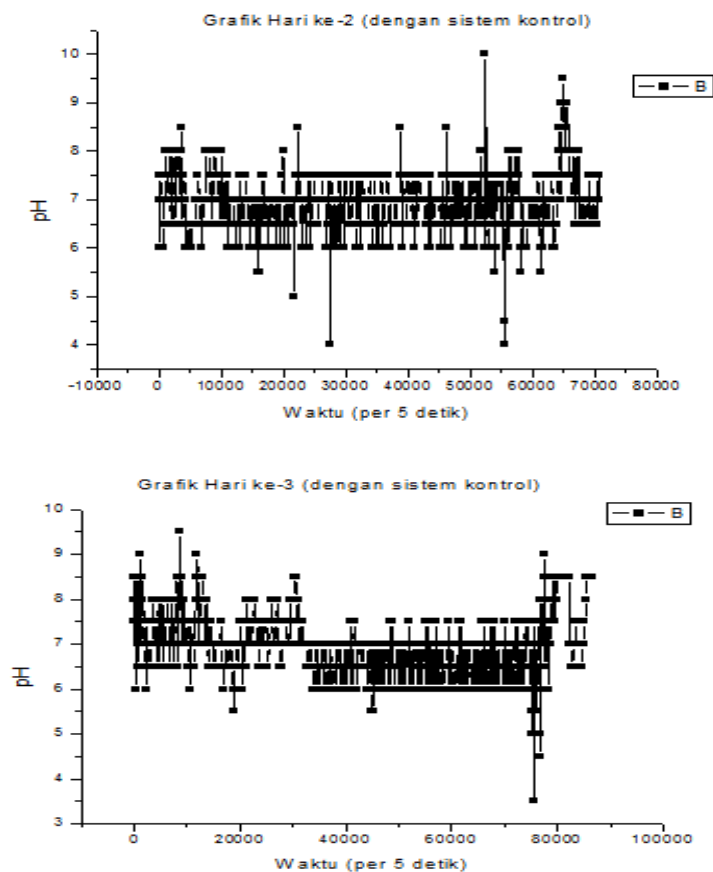 Grafik Hari ke-2 (dengan sistem kontrol)
B
10
9
8
7
6
5
4
pH
-10000 0 10000 20000 30000 40000 50000 60000 70000 80000
Waktu (per 5 detik)
Grafik Hari ke-3 (dengan sistem kontrol)
B
10
9
8
7
6
5
4
3
pH
0 20000 40000 60000 80000 100000
Waktu (per 5 detik)